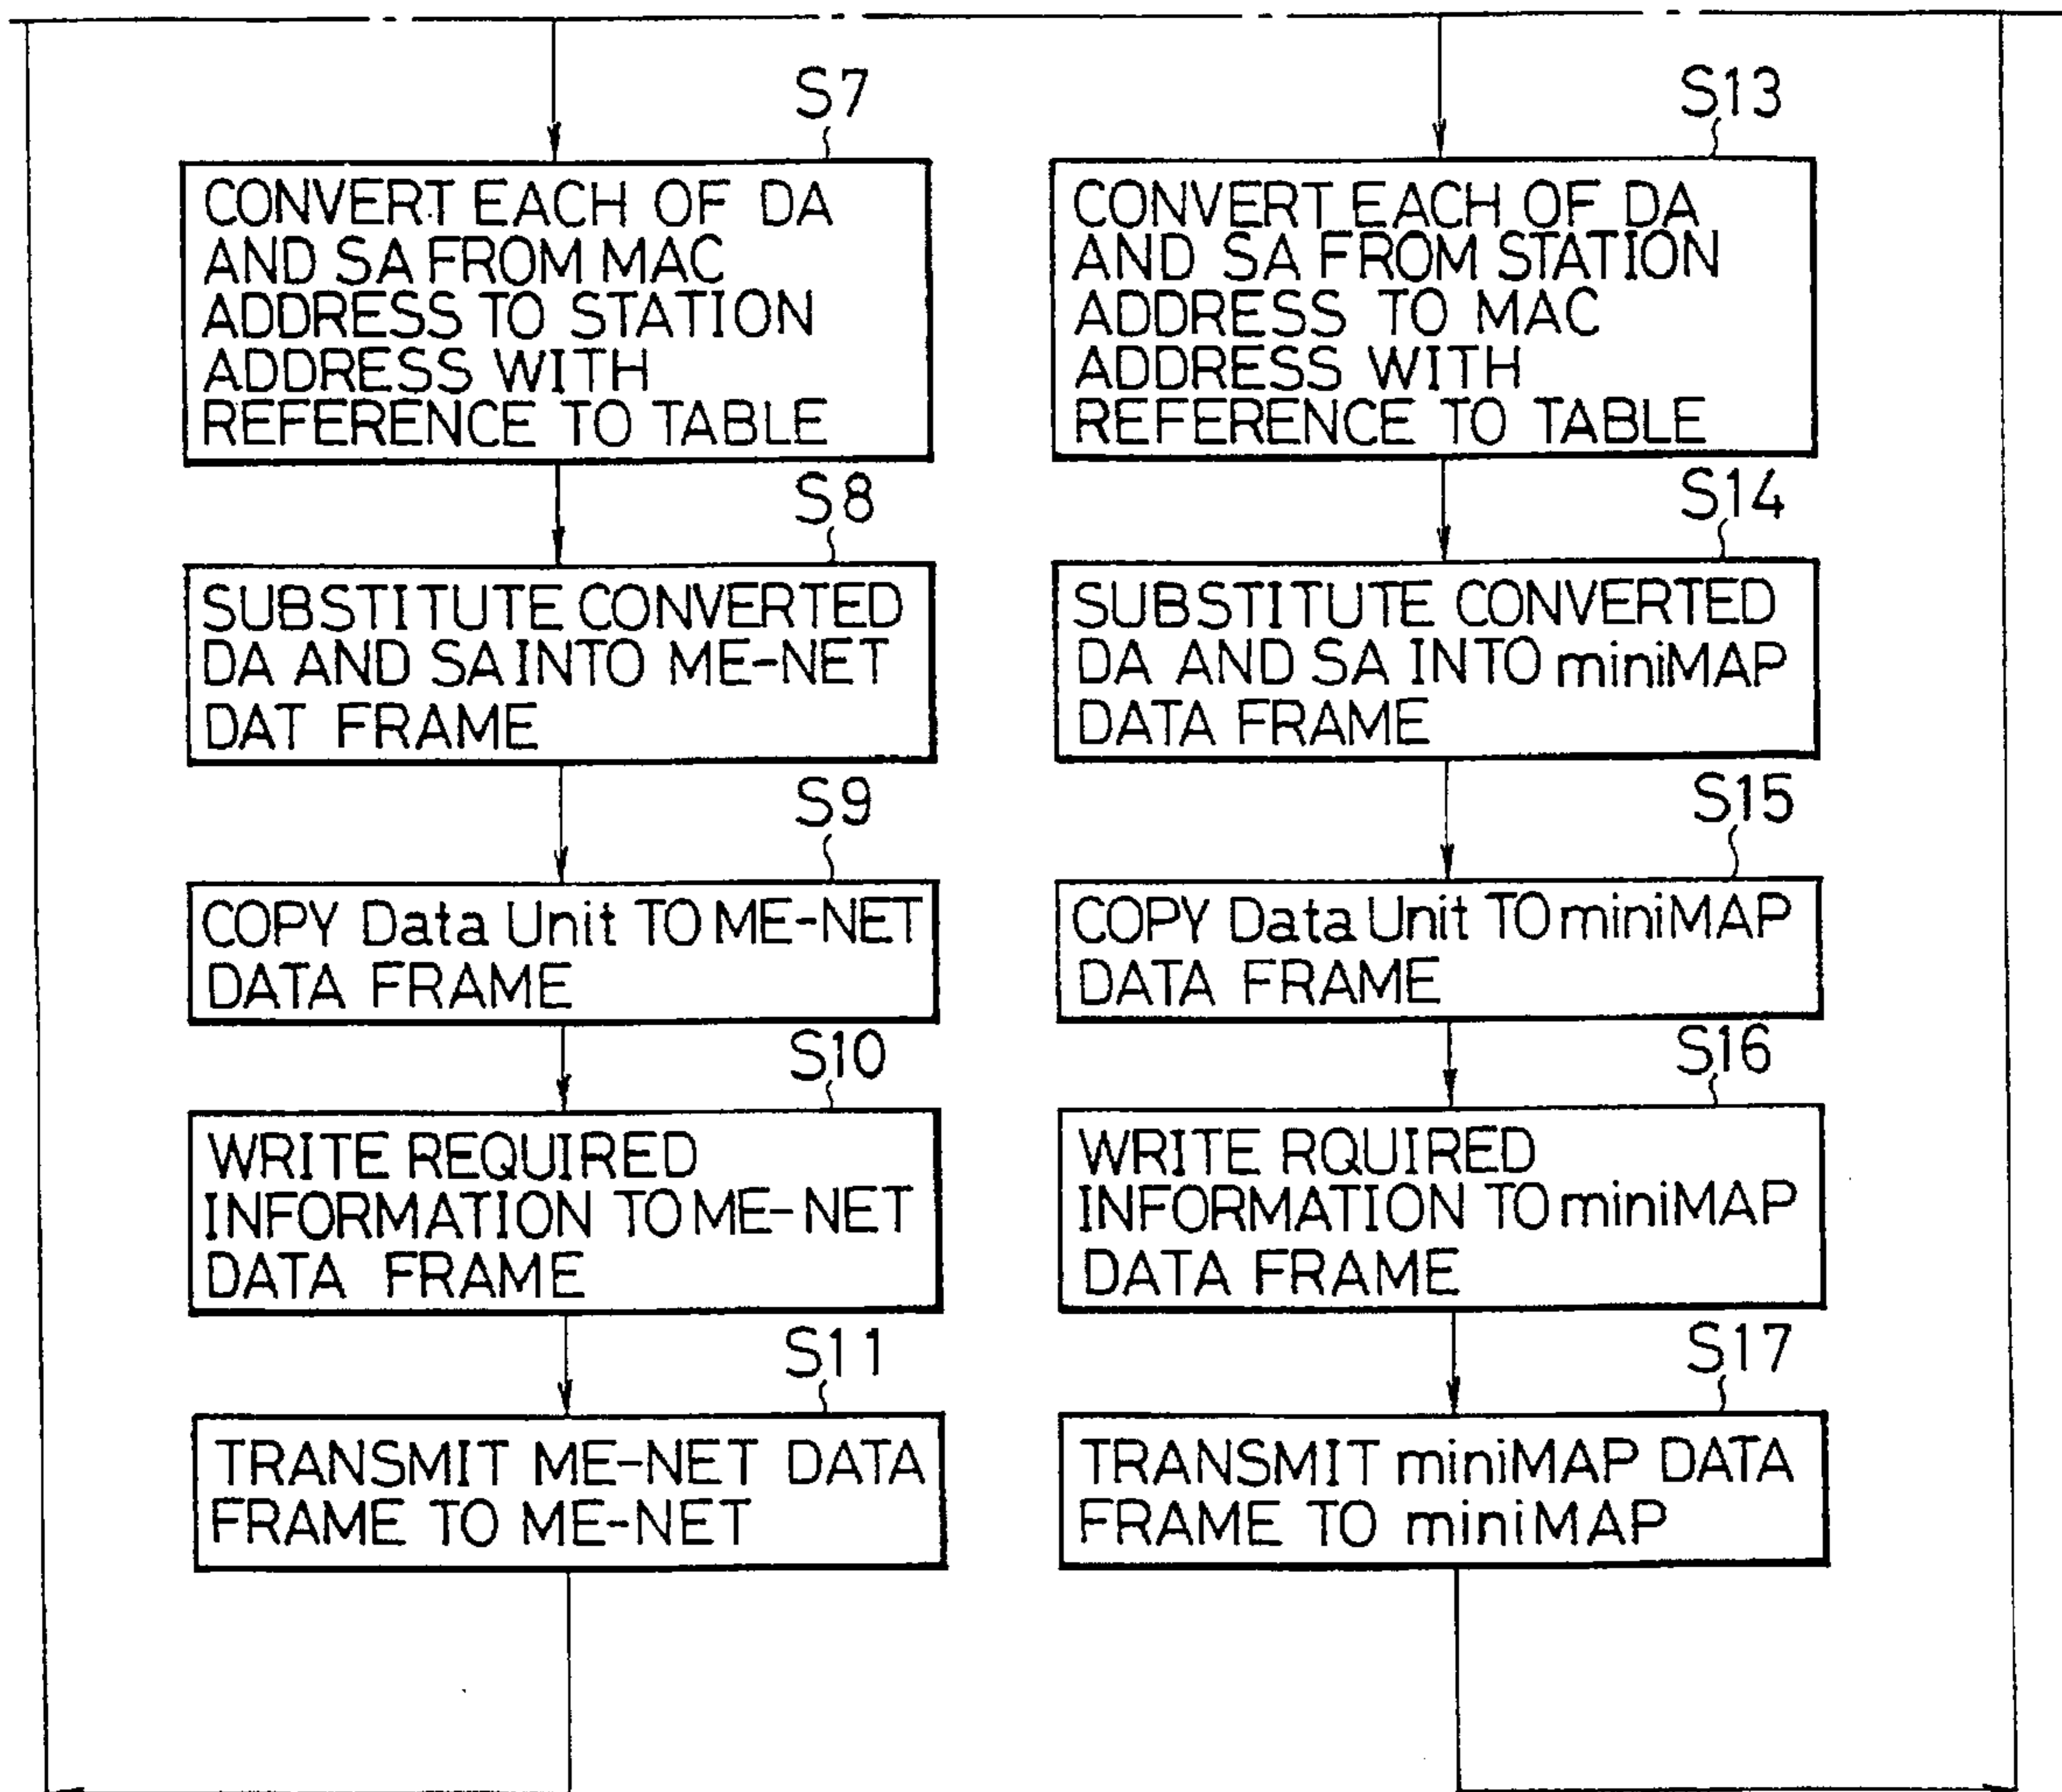 S7
CONVERT EACH OF DA
AND SA FROM MAC
ADDRESS TO STATION
ADDRESS WITH
REFERENCE TO TABLE
S8
SUBSTITUTE CONVERTED
DA AND SA INTO ME-NET
DAT FRAME
S9
COPY Data Unit TO ME-NET
DATA FRAME
S10
WRITE REQUIRED
INFORMATION TO ME-NET
DATA FRAME
S11
TRANSMIT ME-NET DATA
FRAME TO ME-NET
S13
CONVERT EACH OF DA
AND SA FROM STATION
ADDRESS TO MAC
ADDRESS WITH
REFERENCE TO TABLE
S14
SUBSTITUTE CONVERTED
DA AND SA INTO miniMAP
DATA FRAME
S15
COPY Data Unit TO miniMAP
DATA FRAME
S16
WRITE RQUIRED
INFORMATION TO miniMAP
DATA FRAME
S17
TRANSMIT miniMAP DATA
FRAME TO miniMAP